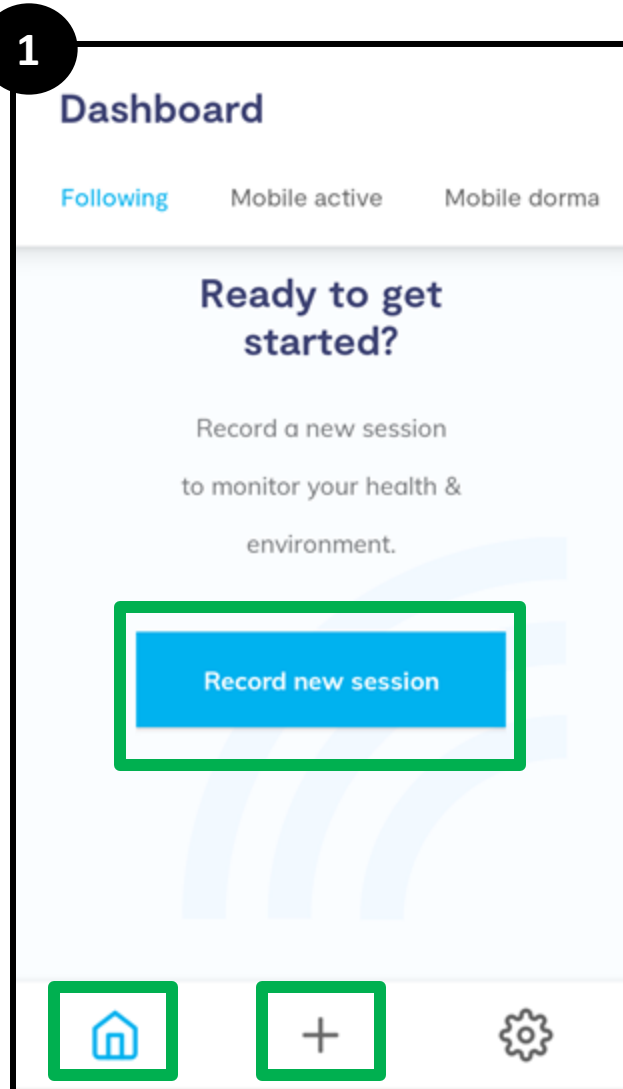 1
Dashboard
Following Mobile active Mobile dorma
Ready to get
started?
Record a new session
to monitor your health &
environment.
Record new session